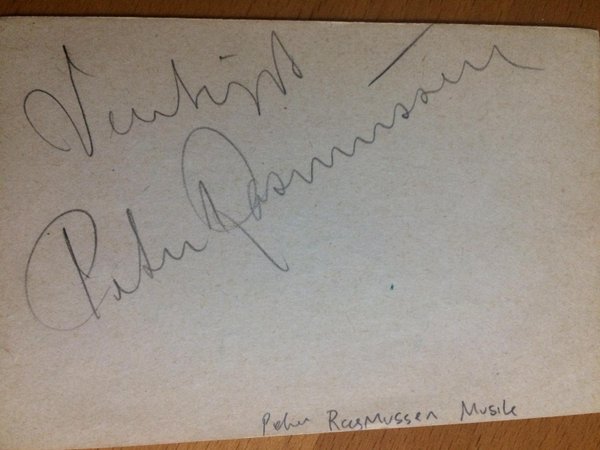 Venligst
Peter Rasmussen
Peter Rasmussen Musik